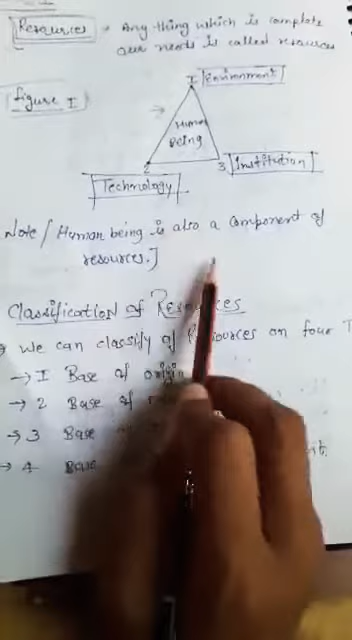 Resources → Any thing which is complete
our needs is called resources
figure I
1 Environment
Human
Being
2
3 Institution
Technology
Note / Human being is also a component of
resources.]
Classification of Resources
→ We can classify of Resources on four
→ I Base of origin
→ 2 Base of
→ 3 Base
→ 4 Base